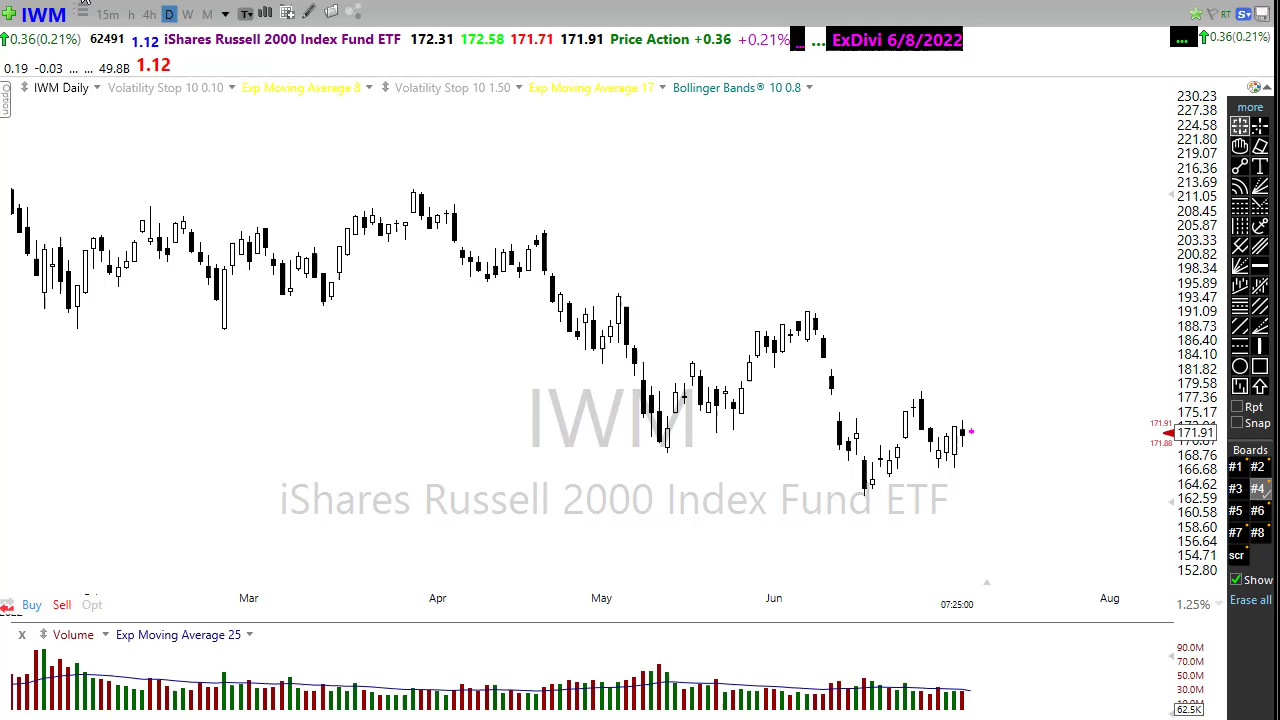 IWM 15m h 4h D W M T RT S
0.36(0.21%) 62491 1.12 iShares Russell 2000 Index Fund ETF 172.31 172.58 171.71 171.91 Price Action +0.36 +0.21% ... ... ExDivi 6/8/2022 ... 0.36(0.21%)
0.19 -0.03 ... ... 49.8B 1.12
Option
IWM Daily Volatility Stop 10 0.10 Exp Moving Average 8 Volatility Stop 10 1.50 Exp Moving Average 17 Bollinger Bands® 10 0.8
230.23
227.38
224.58
221.80
219.07
216.36
213.69
211.05
208.45
205.87
203.33
200.82
198.34
195.89
193.47
191.09
188.73
186.40
184.10
181.82
179.58
177.36
175.17
171.91
171.91
171.88
168.76
166.68
164.62
162.59
160.58
158.60
156.64
154.71
152.80
IWM
iShares Russell 2000 Index Fund ETF
more
T
Rpt
Snap
Boards
#1 #2
#3 #4
#5 #6
#7 #8
scr
Show
Erase all
Mar Apr May Jun 07:25:00 Aug
Buy Sell Opt
1.25%
X Volume Exp Moving Average 25
90.0M
70.0M
50.0M
30.0M
62.5K